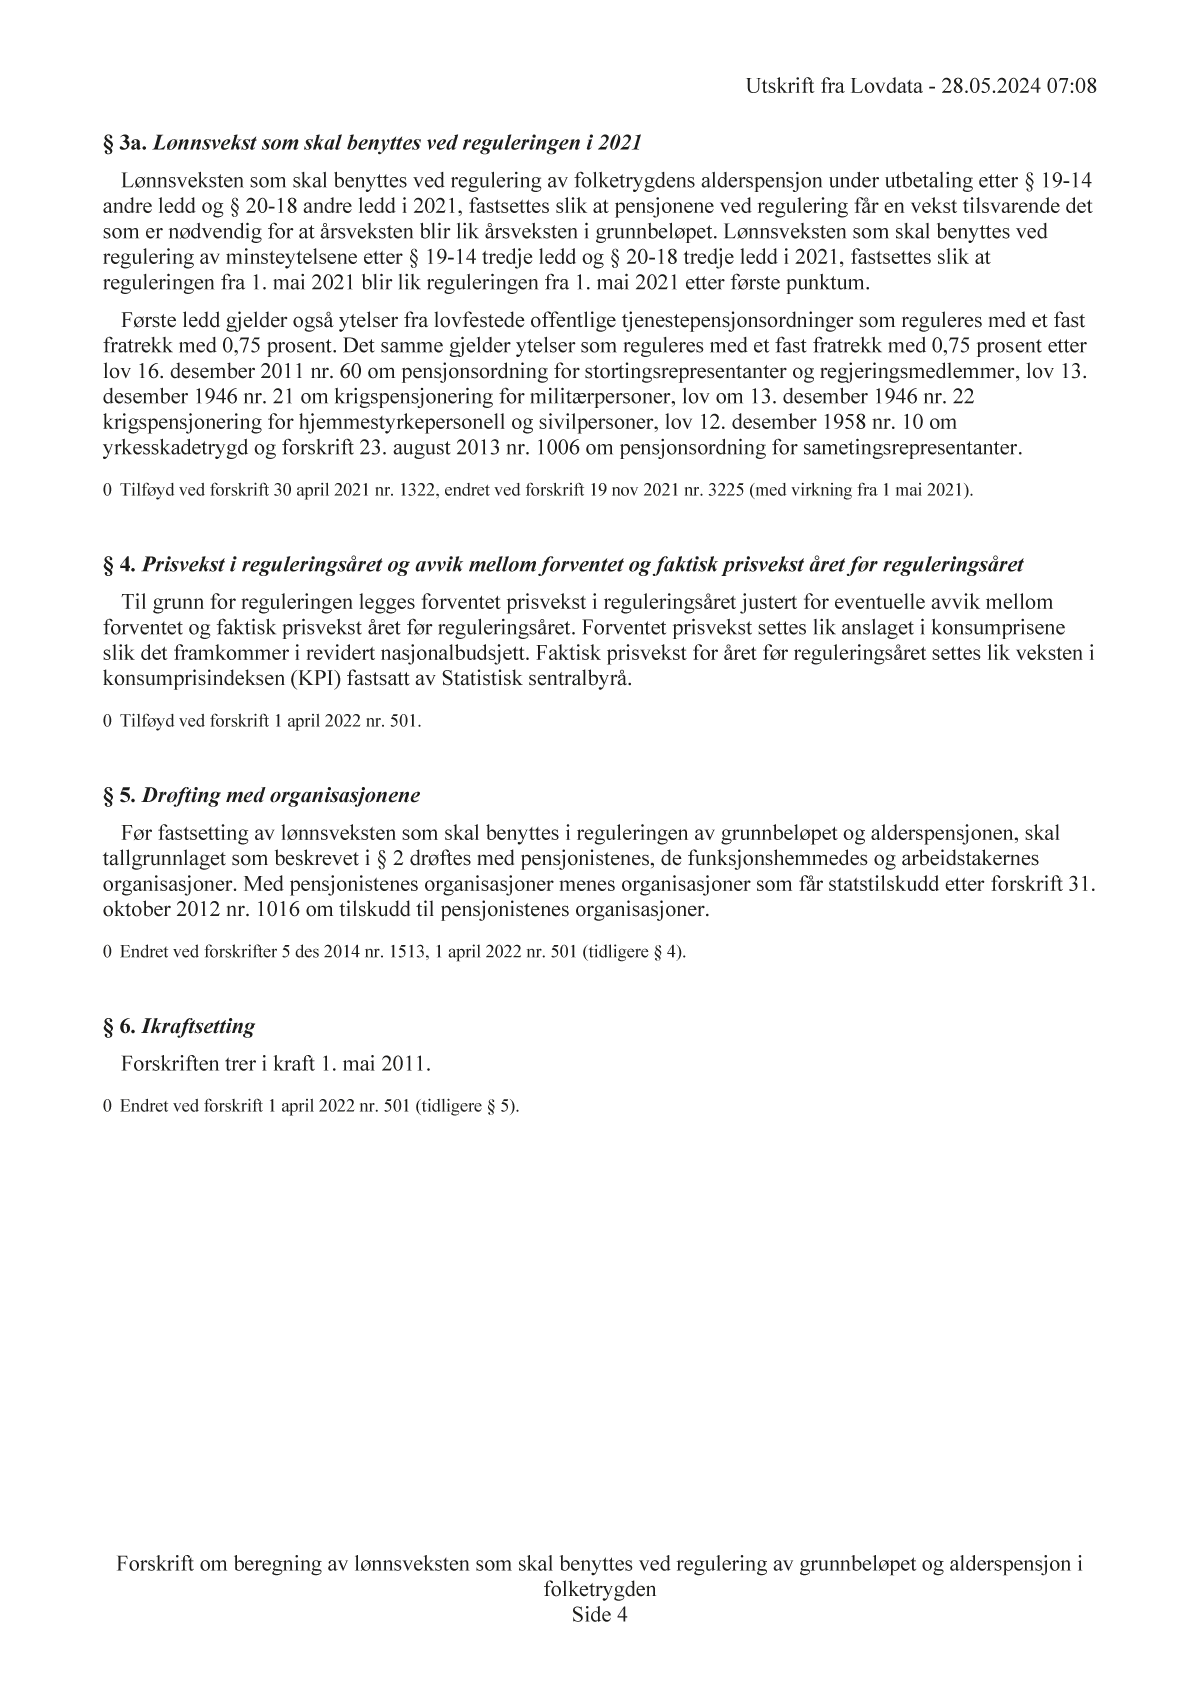 Utskrift fra Lovdata - 28.05.2024 07:08
§ 3a. Lønnsvekst som skal benyttes ved reguleringen i 2021
Lønnsveksten som skal benyttes ved regulering av folketrygdens alderspensjon under utbetaling etter § 19-14
andre ledd og § 20-18 andre ledd i 2021, fastsettes slik at pensjonene ved regulering får en vekst tilsvarende det
som er nødvendig for at årsveksten blir lik årsveksten i grunnbeløpet. Lønnsveksten som skal benyttes ved
regulering av minsteytelsene etter § 19-14 tredje ledd og § 20-18 tredje ledd i 2021, fastsettes slik at
reguleringen fra 1. mai 2021 blir lik reguleringen fra 1. mai 2021 etter første punktum.
Første ledd gjelder også ytelser fra lovfestede offentlige tjenestepensjonsordninger som reguleres med et fast
fratrekk med 0,75 prosent. Det samme gjelder ytelser som reguleres med et fast fratrekk med 0,75 prosent etter
lov 16. desember 2011 nr. 60 om pensjonsordning for stortingsrepresentanter og regjeringsmedlemmer, lov 13.
desember 1946 nr. 21 om krigspensjonering for militærpersoner, lov om 13. desember 1946 nr. 22
krigspensjonering for hjemmestyrkepersonell og sivilpersoner, lov 12. desember 1958 nr. 10 om
yrkesskadetrygd og forskrift 23. august 2013 nr. 1006 om pensjonsordning for sametingsrepresentanter.
0 Tilføyd ved forskrift 30 april 2021 nr. 1322, endret ved forskrift 19 nov 2021 nr. 3225 (med virkning fra 1 mai 2021).
§ 4. Prisvekst i reguleringsåret og avvik mellom forventet og faktisk prisvekst året før reguleringsåret
Til grunn for reguleringen legges forventet prisvekst i reguleringsåret justert for eventuelle avvik mellom
forventet og faktisk prisvekst året før reguleringsåret. Forventet prisvekst settes lik anslaget i konsumprisene
slik det framkommer i revidert nasjonalbudsjett. Faktisk prisvekst for året før reguleringsåret settes lik veksten i
konsumprisindeksen (KPI) fastsatt av Statistisk sentralbyrå.
0 Tilføyd ved forskrift 1 april 2022 nr. 501.
§ 5. Drøfting med organisasjonene
Før fastsetting av lønnsveksten som skal benyttes i reguleringen av grunnbeløpet og alderspensjonen, skal
tallgrunnlaget som beskrevet i § 2 drøftes med pensjonistenes, de funksjonshemmedes og arbeidstakernes
organisasjoner. Med pensjonistenes organisasjoner menes organisasjoner som får statstilskudd etter forskrift 31.
oktober 2012 nr. 1016 om tilskudd til pensjonistenes organisasjoner.
0 Endret ved forskrifter 5 des 2014 nr. 1513, 1 april 2022 nr. 501 (tidligere § 4).
§ 6. Ikraftsetting
Forskriften trer i kraft 1. mai 2011.
0 Endret ved forskrift 1 april 2022 nr. 501 (tidligere § 5).
Forskrift om beregning av lønnsveksten som skal benyttes ved regulering av grunnbeløpet og alderspensjon i
folketrygden
Side 4